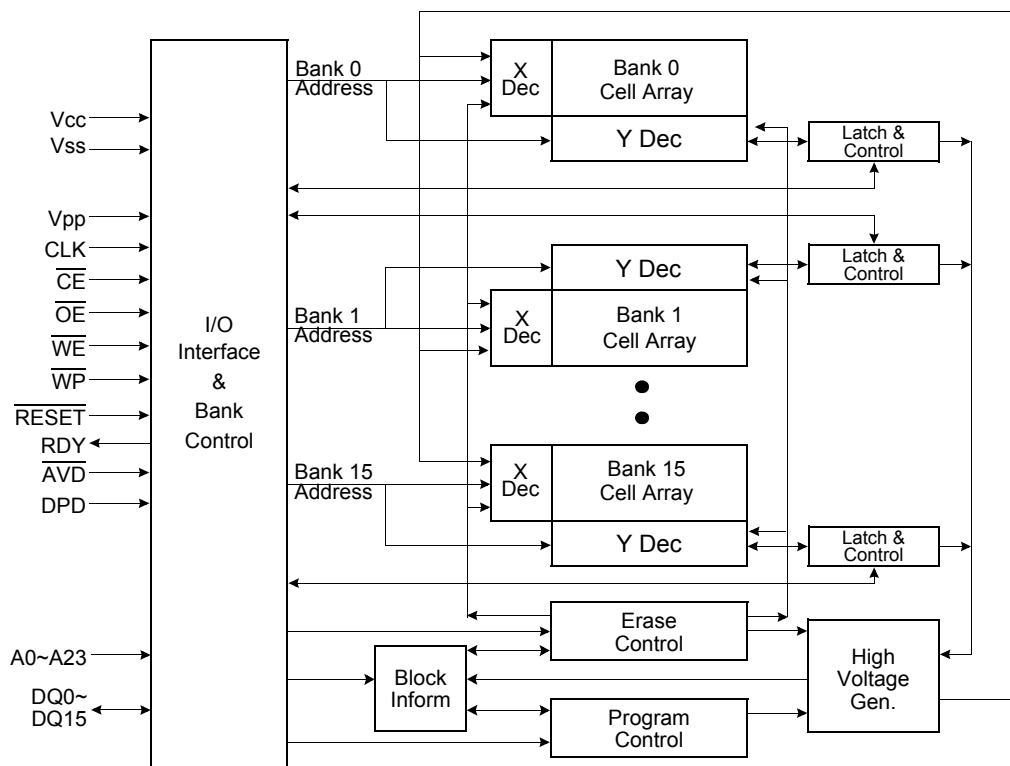 Vcc
Vss
Vpp
CLK
CE
OE
WE
WP
RESET
RDY
AVD
DPD
A0~A23
DQ0~
DQ15
I/O
Interface
&
Bank
Control
Bank 0
Address
X
Dec
Bank 0
Cell Array
Y Dec
Latch &
Control
Y Dec
Latch &
Control
Bank 1
Address
X
Dec
Bank 1
Cell Array
Bank 15
Address
X
Dec
Bank 15
Cell Array
Y Dec
Latch &
Control
Erase
Control
Block
Inform
Program
Control
High
Voltage
Gen.